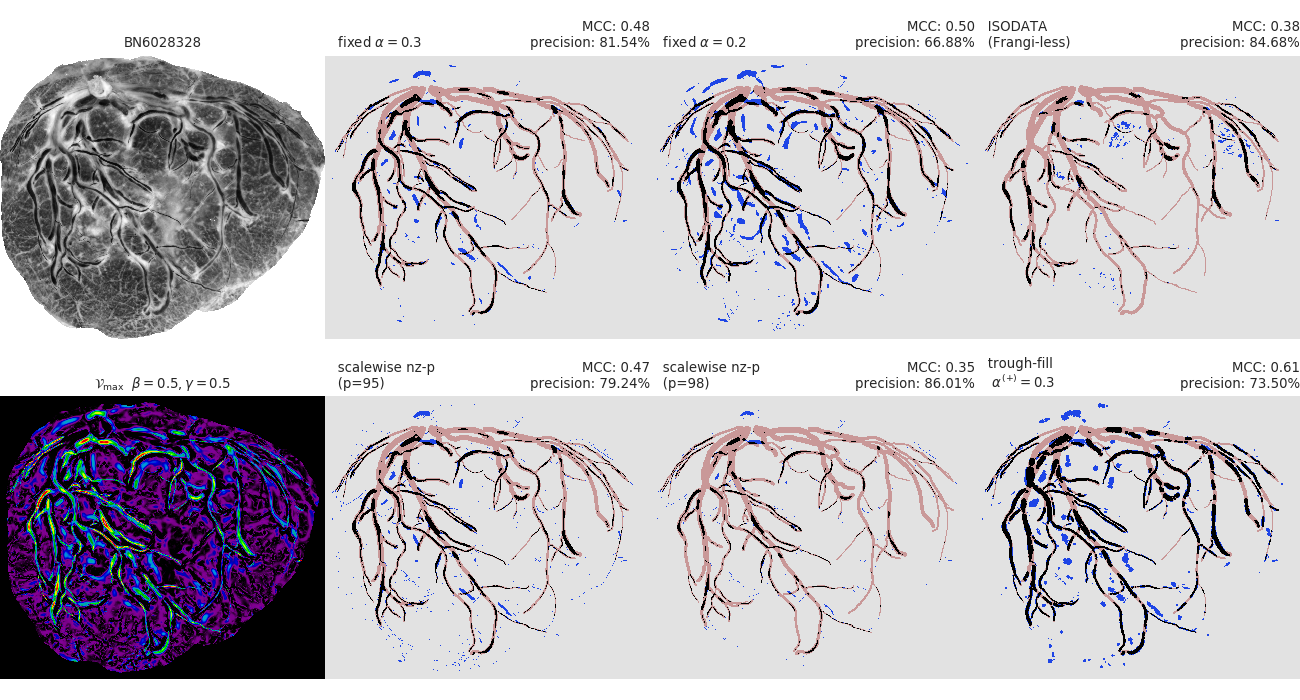 BN6028328
fixed α = 0.3
MCC: 0.48
precision: 81.54%
fixed α = 0.2
MCC: 0.50
precision: 66.88%
ISODATA
(Frangi-less)
MCC: 0.38
precision: 84.68%
𝒱max β = 0.5, γ = 0.5
scalewise nz-p
(p=95)
MCC: 0.47
precision: 79.24%
scalewise nz-p
(p=98)
MCC: 0.35
precision: 86.01%
trough-fill
α(+) = 0.3
MCC: 0.61
precision: 73.50%